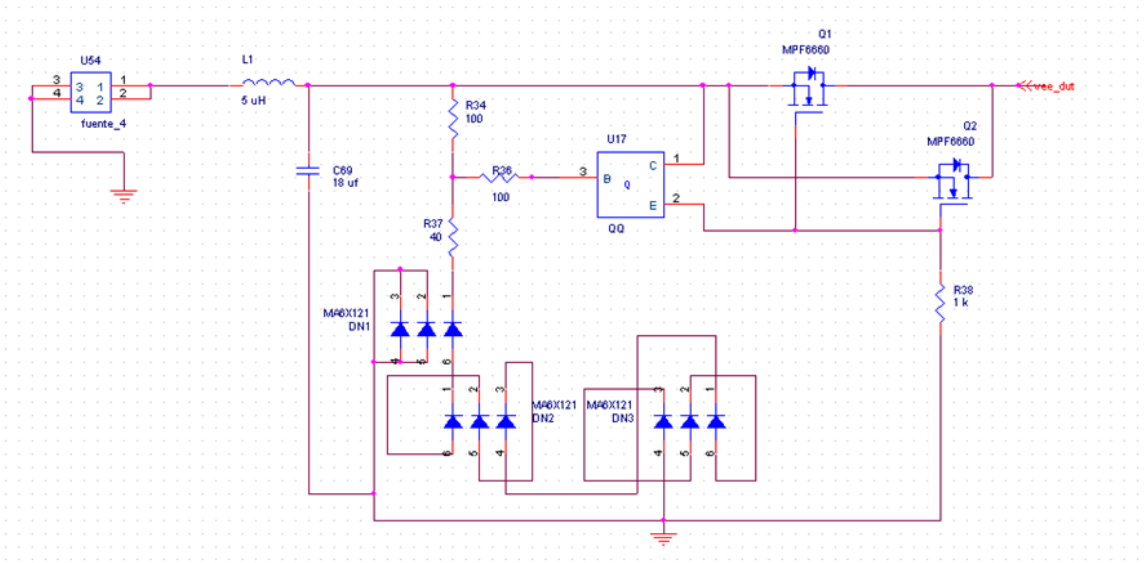 Q1
MPF6660
U54
L1
3
4
3 1
4 2
1
2
5 uH
fuente_4
vee_dut
R34
100
Q2
MPF6660
U17
C69
18 uf
R36
100
3
B
Q
C
E
1
2
QQ
R37
40
R38
1 k
3
2
1
MA6X121
DN1
4
5
6
1
2
3
MA6X121
DN2
6
5
4
MA6X121
DN3
3
2
1
4
5
6